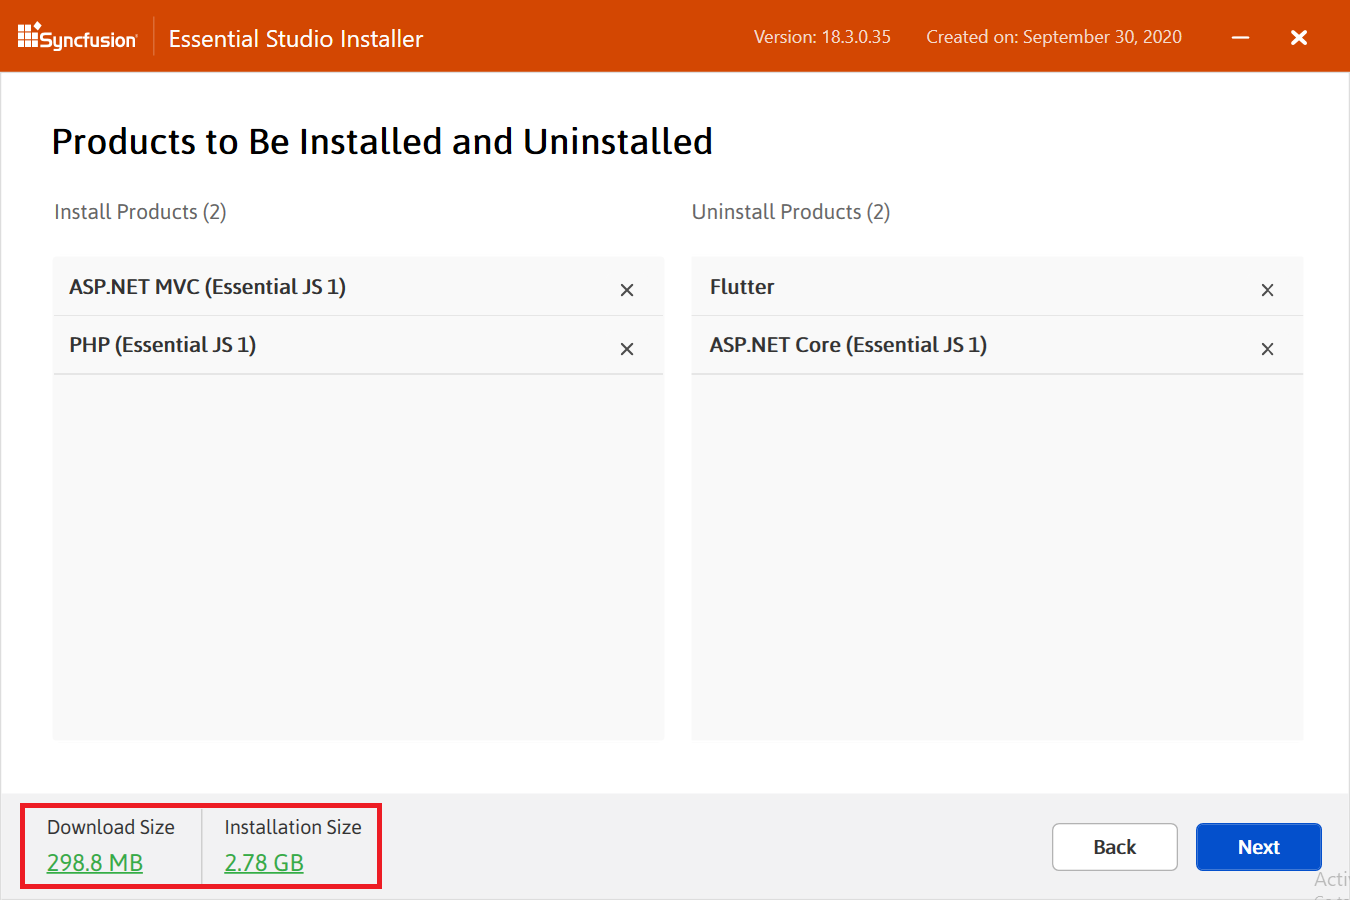 Syncfusion
Essential Studio Installer
Version: 18.3.0.35
Created on: September 30, 2020
Products to Be Installed and Uninstalled
Install Products (2)
ASP.NET MVC (Essential JS 1)
PHP (Essential JS 1)
Uninstall Products (2)
Flutter
ASP.NET Core (Essential JS 1)
Download Size
298.8 MB
Installation Size
2.78 GB
Back
Next